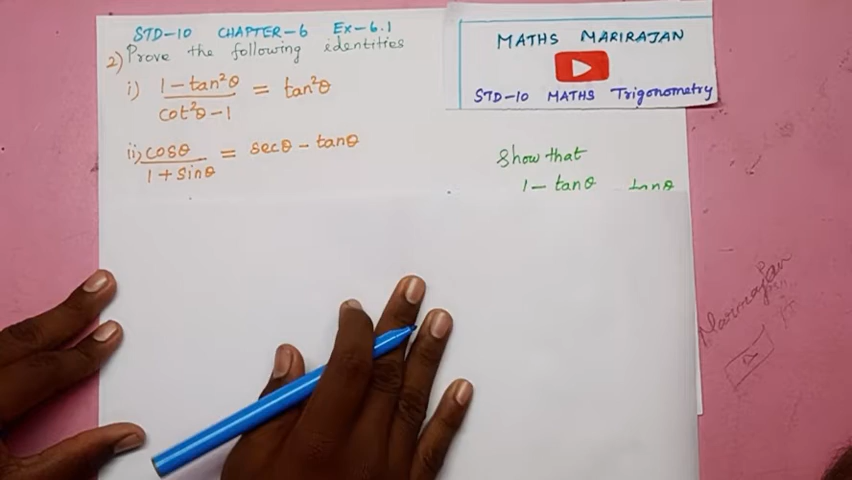 STD-10 CHAPTER-6 Ex-6.1
2) Prove the following identities
i) 1 - tan²θ / cot²θ - 1 = tan²θ
ii) cosθ / 1 + sinθ = secθ - tanθ
MATHS MARIRAJAN
STD-10 MATHS Trigonometry
Show that
1 - tanθ
Marirajan